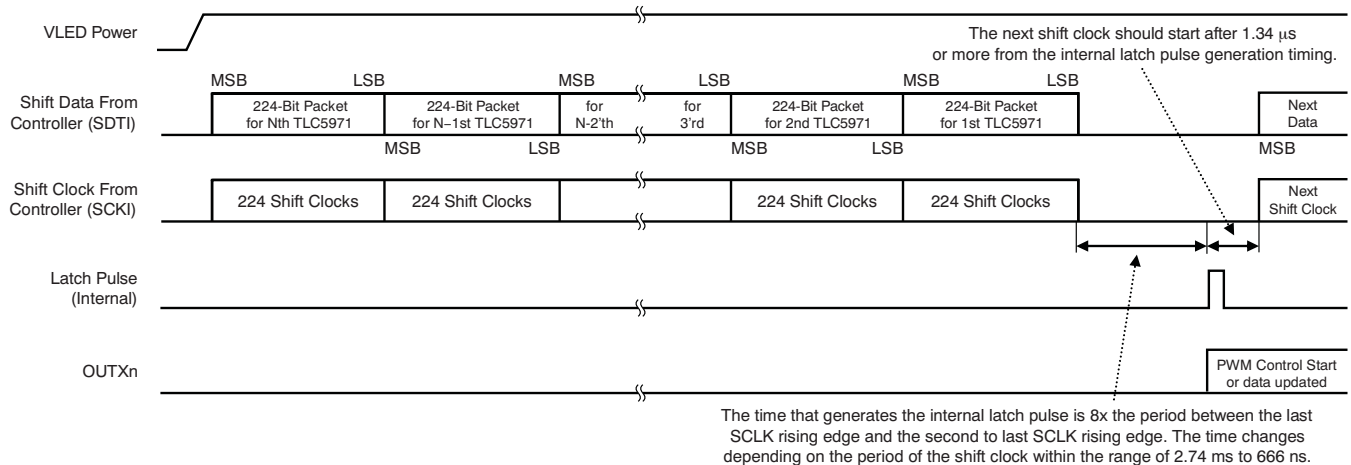 VLED Power
The next shift clock should start after 1.34 μs
or more from the internal latch pulse generation timing.
MSB LSB MSB LSB MSB LSB
Shift Data From
Controller (SDTI)
224-Bit Packet
for Nth TLC5971
224-Bit Packet
for N–1st TLC5971
for
N-2'th
for
3'rd
224-Bit Packet
for 2nd TLC5971
224-Bit Packet
for 1st TLC5971
Next
Data
MSB LSB MSB LSB MSB
Shift Clock From
Controller (SCKI)
224 Shift Clocks
224 Shift Clocks
224 Shift Clocks
224 Shift Clocks
Next
Shift Clock
Latch Pulse
(Internal)
OUTXn
PWM Control Start
or data updated
The time that generates the internal latch pulse is 8x the period between the last
SCLK rising edge and the second to last SCLK rising edge. The time changes
depending on the period of the shift clock within the range of 2.74 ms to 666 ns.